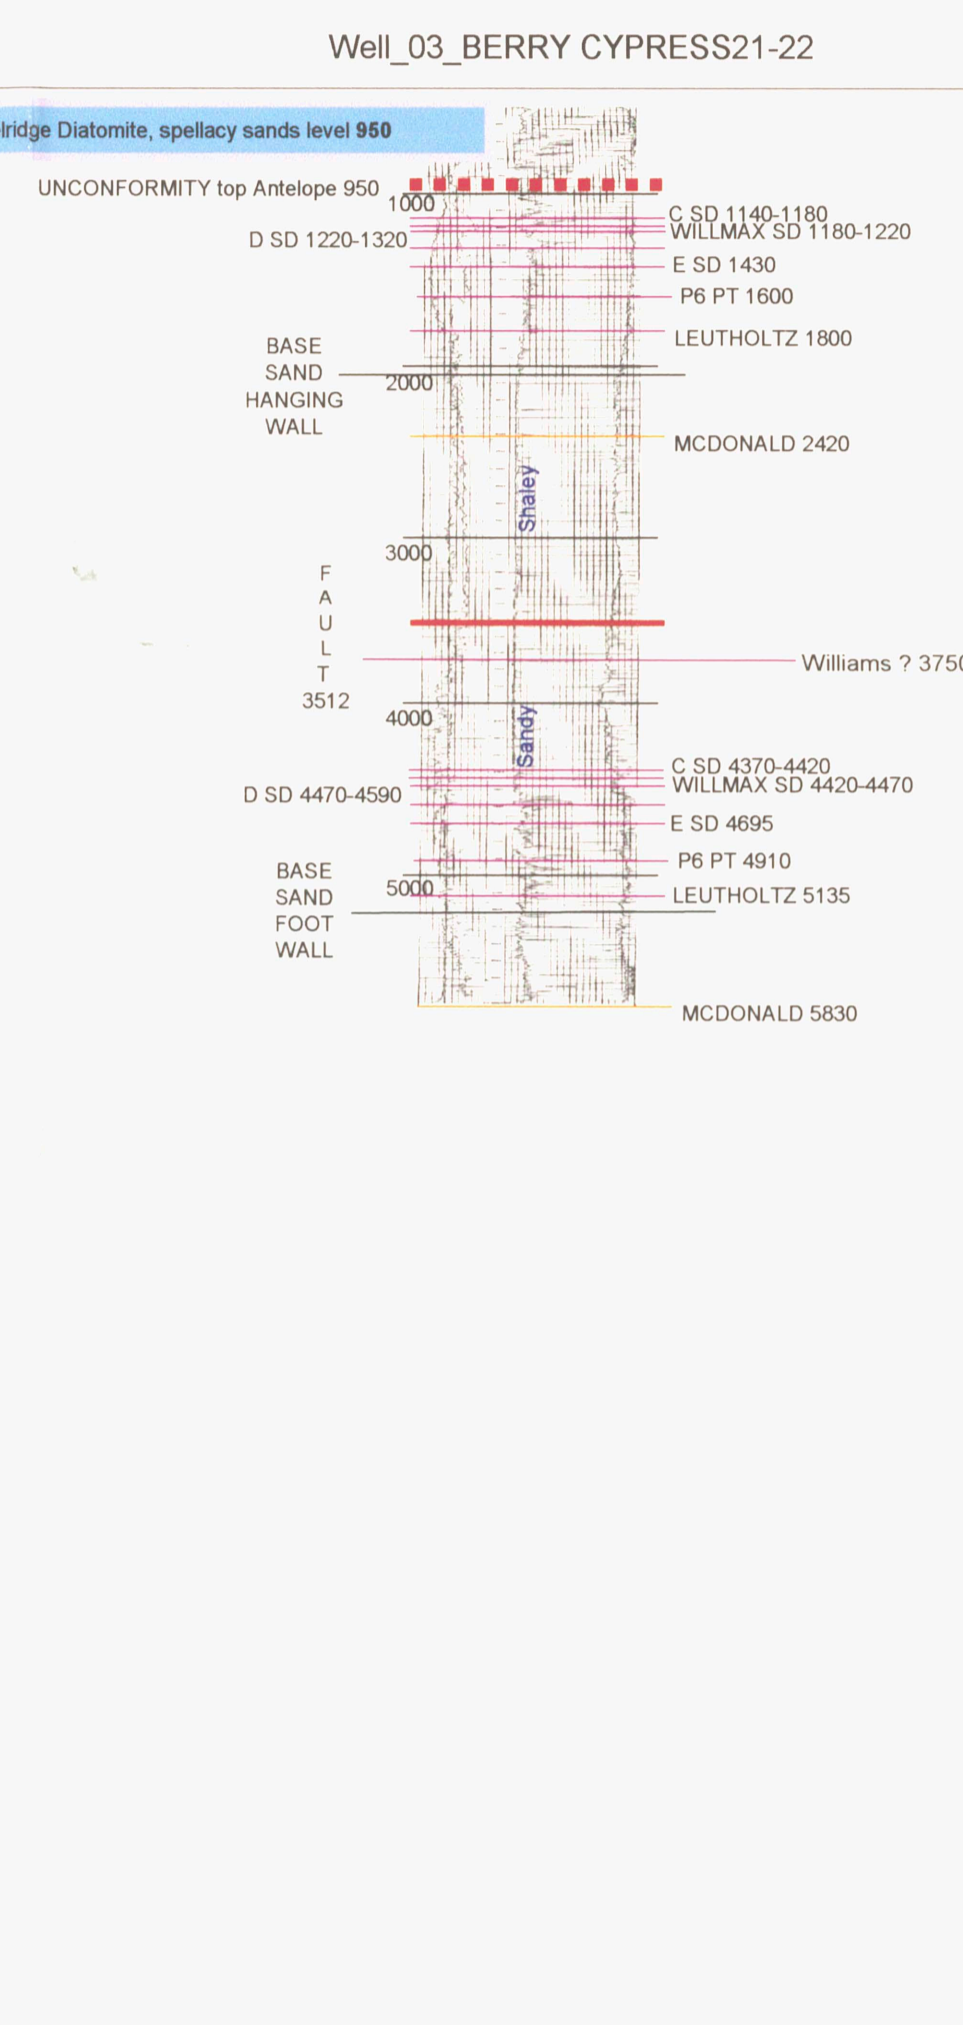 Well_03_BERRY CYPRESS21-22
lridge Diatomite, spellacy sands level 950
UNCONFORMITY top Antelope 950
1000
C SD 1140-1180
WILLMAX SD 1180-1220
D SD 1220-1320
E SD 1430
P6 PT 1600
LEUTHOLTZ 1800
BASE
SAND
HANGING
WALL
2000
MCDONALD 2420
Shaley
3000
F
A
U
L
T
3512
Williams ? 3750
4000
Sandy
C SD 4370-4420
WILLMAX SD 4420-4470
D SD 4470-4590
E SD 4695
P6 PT 4910
BASE
SAND
FOOT
WALL
5000
LEUTHOLTZ 5135
MCDONALD 5830